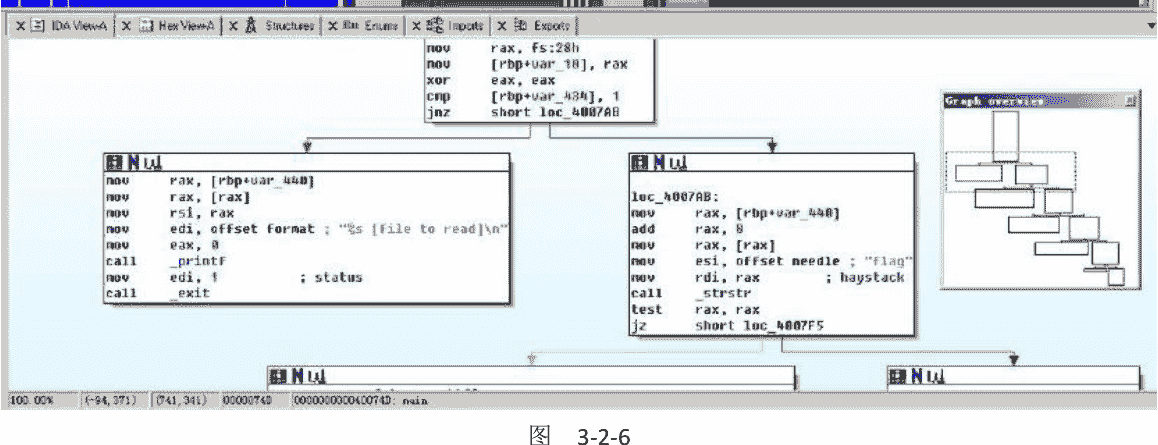 IDA View-A Hex View-A Structures Enums Imports Exports
mov rax, fs:28h
mov [rbp+var_18], rax
xor eax, eax
cmp [rbp+var_434], 1
jnz short loc_4007AB
Graph overview
mov rax, [rbp+var_440]
mov rax, [rax]
mov rsi, rax
mov edi, offset format ; "%s [file to read]\n"
mov eax, 0
call _printf
mov edi, 1 ; status
call _exit
loc_4007AB:
mov rax, [rbp+var_440]
add rax, 8
mov rax, [rax]
mov esi, offset needle ; "flag"
mov rdi, rax ; haystack
call _strstr
test rax, rax
jz short loc_4007F5
100.00% (-94,371) (741,341) 0000074D 000000000040074D: main
图 3-2-6